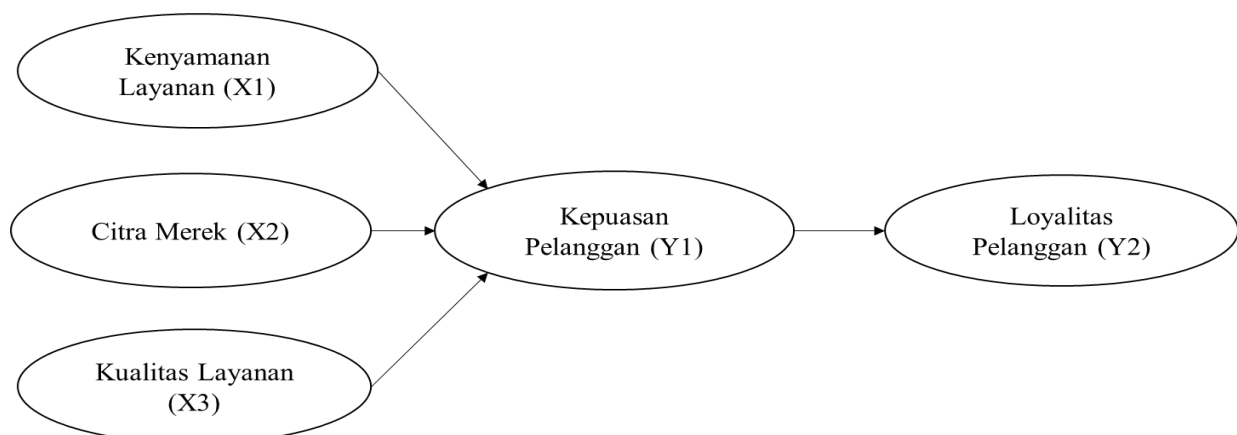 Kenyamanan
Layanan (X1)
Citra Merek (X2)
Kualitas Layanan
(X3)
Kepuasan
Pelanggan (Y1)
Loyalitas
Pelanggan (Y2)